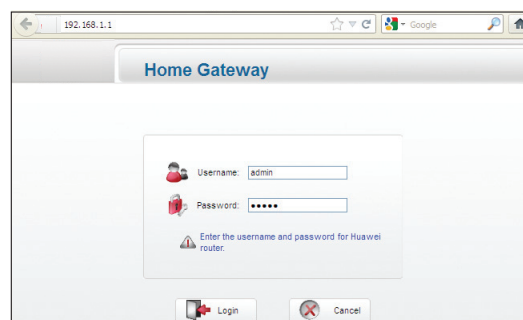 192.168.1.1
Google
Home Gateway
Username: admin
Password: •••••
Enter the username and password for Huawei
router.
Login
Cancel